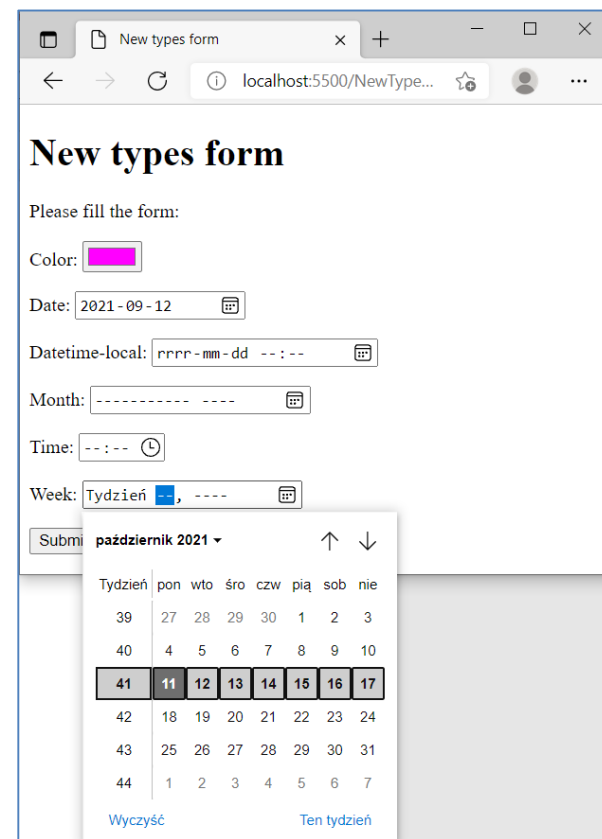 New types form
localhost:5500/NewType...
New types form
Please fill the form:
Color:
Date: 2021-09-12
Datetime-local: rrrr-mm-dd --:--
Month: ----------- ----
Time: --:--
Week: Tydzień --, ----
Submi
październik 2021
Tydzień pon wto śro czw pią sob nie
39 27 28 29 30 1 2 3
40 4 5 6 7 8 9 10
41 11 12 13 14 15 16 17
42 18 19 20 21 22 23 24
43 25 26 27 28 29 30 31
44 1 2 3 4 5 6 7
Wyczyść Ten tydzień